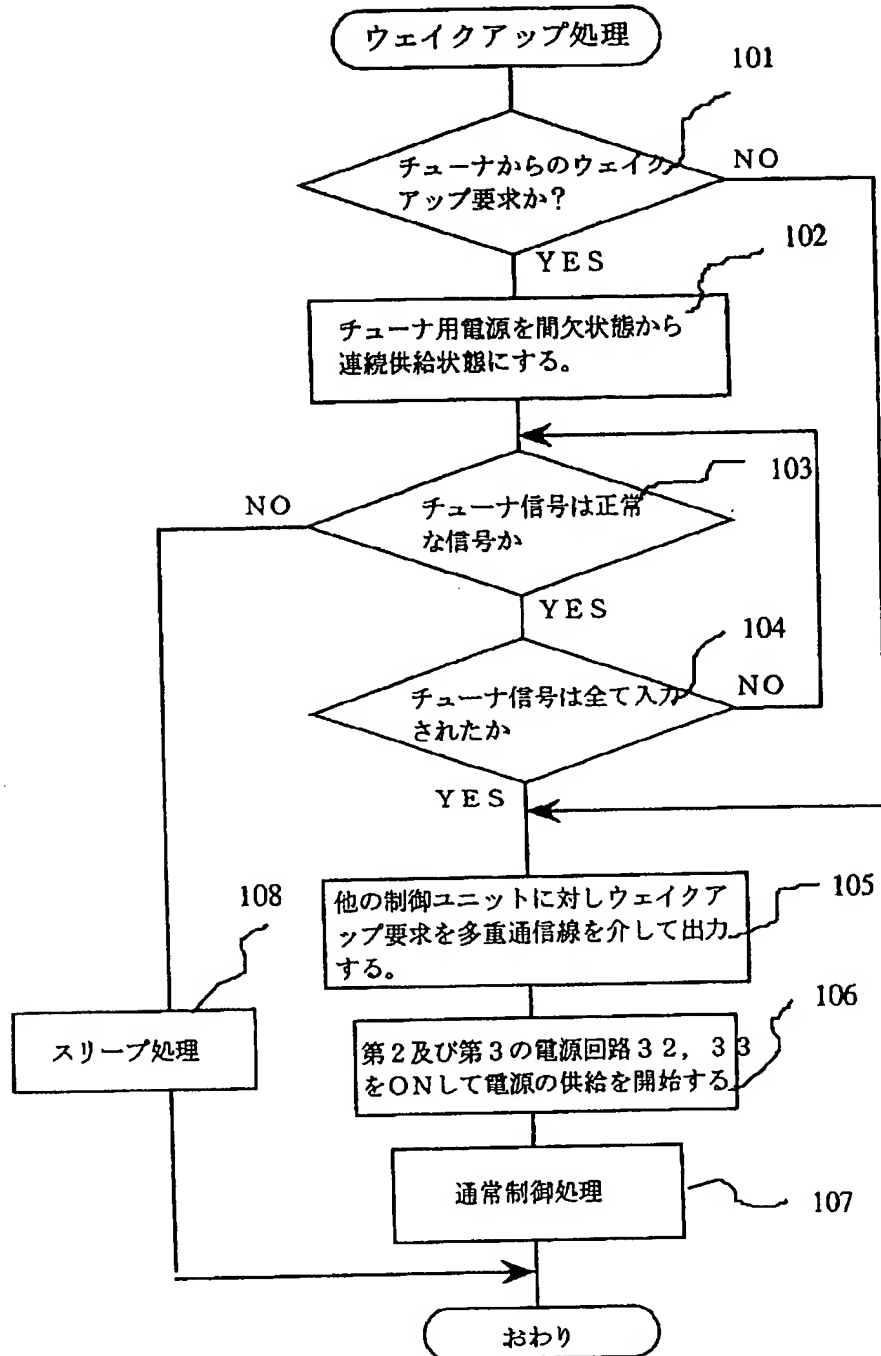 ウェイクアップ処理
101
チューナからのウェイク
アップ要求か?
NO
YES
102
チューナ用電源を間欠状態から
連続供給状態にする。
103
NO
チューナ信号は正常
な信号か
YES
104
チューナ信号は全て入力
されたか
NO
YES
105
他の制御ユニットに対しウェイクア
ップ要求を多重通信線を介して出力
する。
108
スリープ処理
106
第2及び第3の電源回路32,33
をONして電源の供給を開始する
通常制御処理
107
おわり